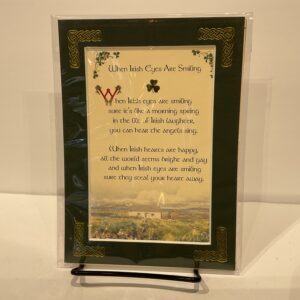 When Irish Eyes Are Smiling
When Irish eyes are smiling
sure it's like a morning spring
in the lilt of Irish laughter,
you can hear the angels sing.
When Irish hearts are happy,
all the world seems bright and gay
and when Irish eyes are smiling
sure they steal your heart away.